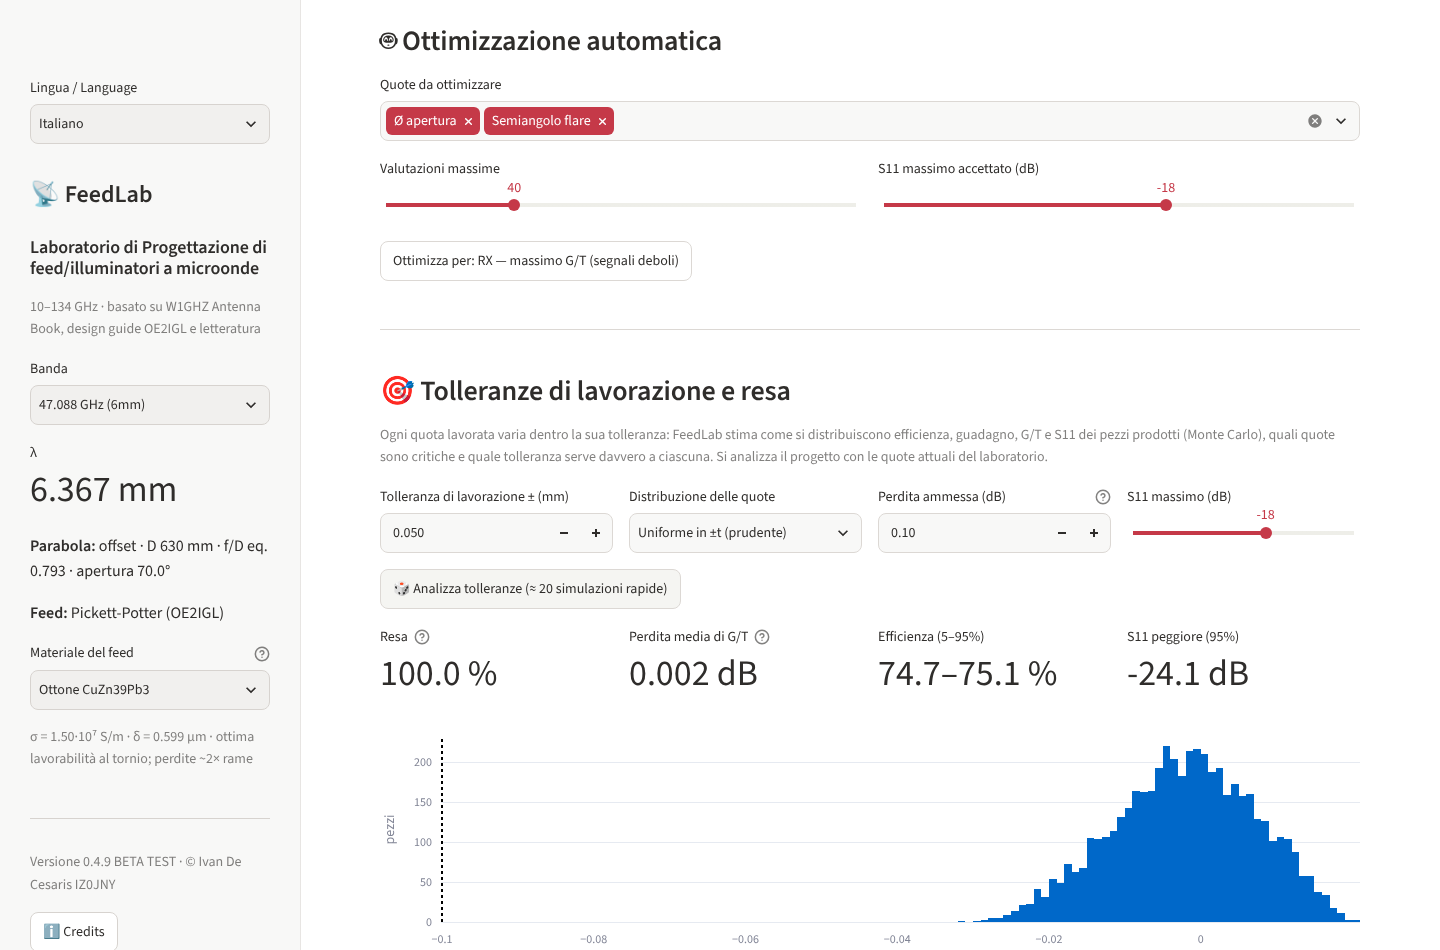 Lingua / Language
Italiano
📡 FeedLab
Laboratorio di Progettazione di
feed/illuminatori a microonde
10–134 GHz · basato su W1GHZ Antenna
Book, design guide OE2IGL e letteratura
Banda
47.088 GHz (6mm)
λ
6.367 mm
Parabola: offset · D 630 mm · f/D eq.
0.793 · apertura 70.0°
Feed: Pickett-Potter (OE2IGL)
Materiale del feed
Ottone CuZn39Pb3
σ = 1.50·10⁷ S/m · δ = 0.599 µm · ottima
lavorabilità al tornio; perdite ~2× rame
Versione 0.4.9 BETA TEST · © Ivan De
Cesaris IZ0JNY
ℹ️ Credits
Ottimizzazione automatica
Quote da ottimizzare
Ø apertura × Semiangolo flare ×
Valutazioni massime
40
S11 massimo accettato (dB)
-18
Ottimizza per: RX — massimo G/T (segnali deboli)
🎯 Tolleranze di lavorazione e resa
Ogni quota lavorata varia dentro la sua tolleranza: FeedLab stima come si distribuiscono efficienza, guadagno, G/T e S11 dei pezzi prodotti (Monte Carlo), quali quote
sono critiche e quale tolleranza serve davvero a ciascuna. Si analizza il progetto con le quote attuali del laboratorio.
Tolleranza di lavorazione ± (mm)
0.050
Distribuzione delle quote
Uniforme in ±t (prudente)
Perdita ammessa (dB)
0.10
S11 massimo (dB)
-18
🎲 Analizza tolleranze (≈ 20 simulazioni rapide)
Resa
100.0 %
Perdita media di G/T
0.002 dB
Efficienza (5–95%)
74.7–75.1 %
S11 peggiore (95%)
-24.1 dB
pezzi
200
150
100
50
0
−0.1 −0.08 −0.06 −0.04 −0.02 0